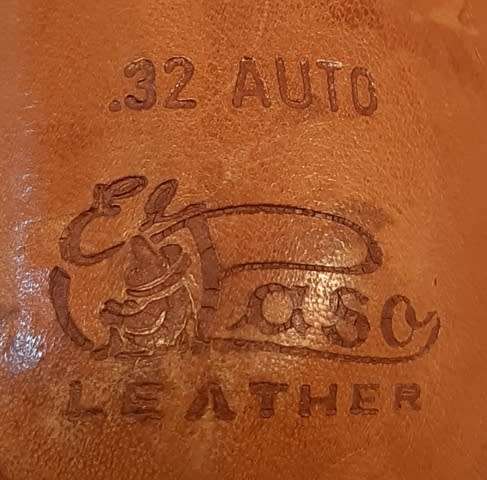 .32 AUTO
El
Paso
LEATHER